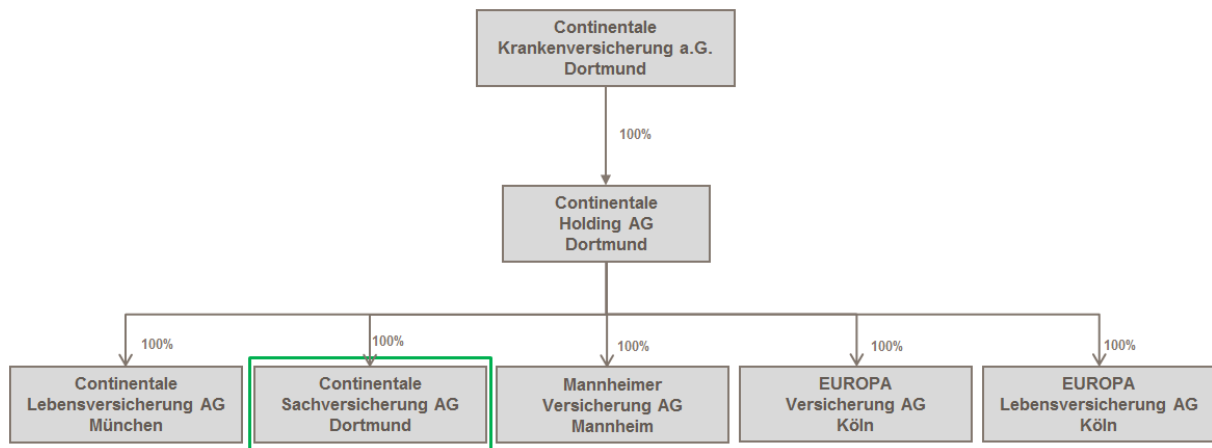 Continentale
Krankenversicherung a.G.
Dortmund
100%
Continentale
Holding AG
Dortmund
100%
100%
100%
100%
100%
Continentale
Lebensversicherung AG
München
Continentale
Sachversicherung AG
Dortmund
Mannheimer
Versicherung AG
Mannheim
EUROPA
Versicherung AG
Köln
EUROPA
Lebensversicherung AG
Köln